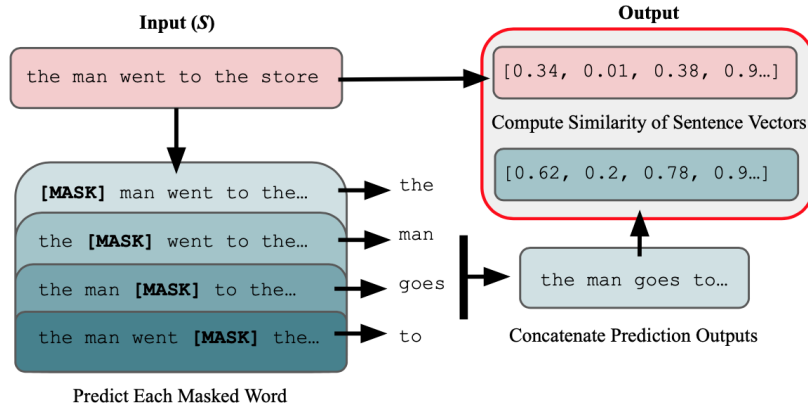 Input (S)
the man went to the store
[MASK] man went to the…
the [MASK] went to the…
the man [MASK] to the…
the man went [MASK] the…
Predict Each Masked Word
the
man
goes
to
Output
[0.34, 0.01, 0.38, 0.9…]
Compute Similarity of Sentence Vectors
[0.62, 0.2, 0.78, 0.9…]
the man goes to…
Concatenate Prediction Outputs